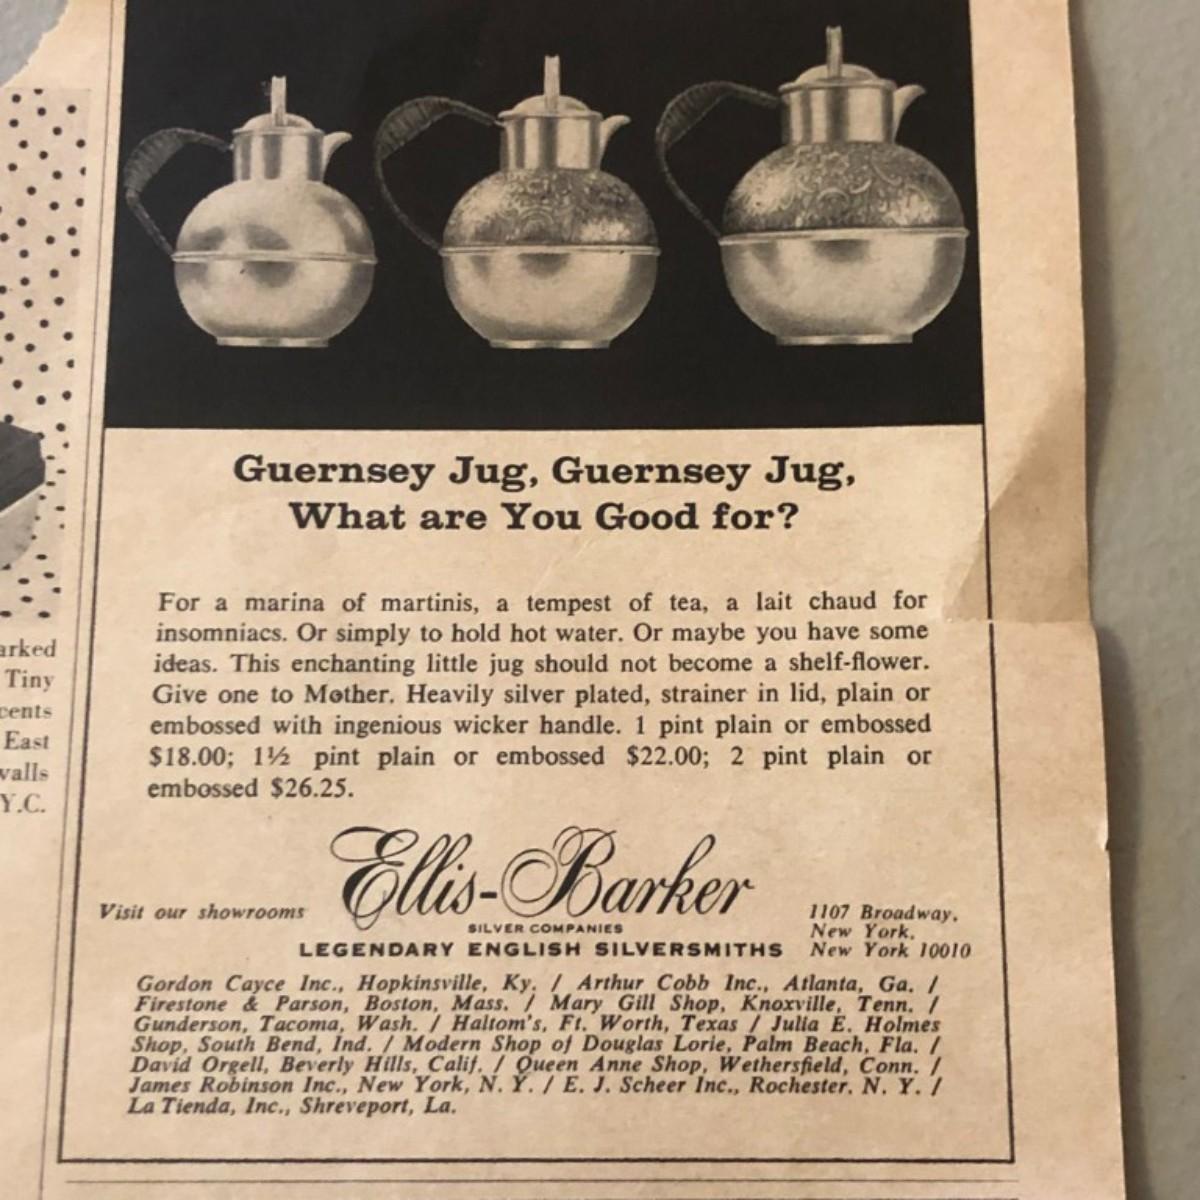 Guernsey Jug, Guernsey Jug,
What are You Good for?
For a marina of martinis, a tempest of tea, a lait chaud for
insomniacs. Or simply to hold hot water. Or maybe you have some
ideas. This enchanting little jug should not become a shelf-flower.
Give one to Mother. Heavily silver plated, strainer in lid, plain or
embossed with ingenious wicker handle. 1 pint plain or embossed
$18.00; 1½ pint plain or embossed $22.00; 2 pint plain or
embossed $26.25.
Visit our showrooms
Ellis-Barker
SILVER COMPANIES
LEGENDARY ENGLISH SILVERSMITHS
1107 Broadway,
New York,
New York 10010
Gordon Cayce Inc., Hopkinsville, Ky. / Arthur Cobb Inc., Atlanta, Ga. /
Firestone & Parson, Boston, Mass. / Mary Gill Shop, Knoxville, Tenn. /
Gunderson, Tacoma, Wash. / Haltom's, Ft. Worth, Texas / Julia E. Holmes
Shop, South Bend, Ind. / Modern Shop of Douglas Lorie, Palm Beach, Fla. /
David Orgell, Beverly Hills, Calif. / Queen Anne Shop, Wethersfield, Conn. /
James Robinson Inc., New York, N. Y. / E. J. Scheer Inc., Rochester, N. Y. /
La Tienda, Inc., Shreveport, La.
arked
Tiny
cents
East
walls
Y.C.